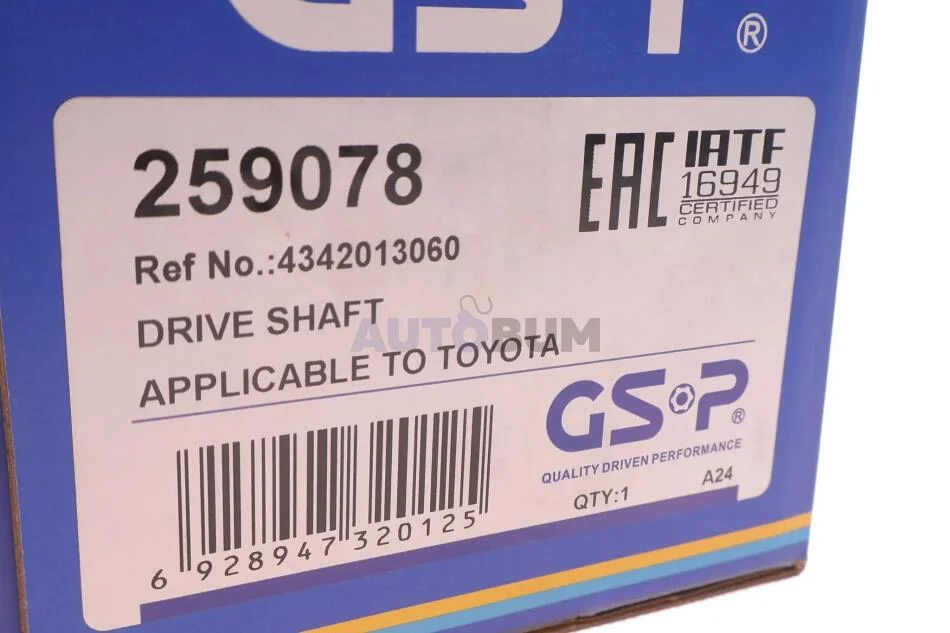 GSP®
259078
EAC
IATF
16949
CERTIFIED
COMPANY
Ref No.:4342013060
DRIVE SHAFT
AUTOBUM
APPLICABLE TO TOYOTA
GSP®
QUALITY DRIVEN PERFORMANCE
QTY:1
A24
6 928947 320125